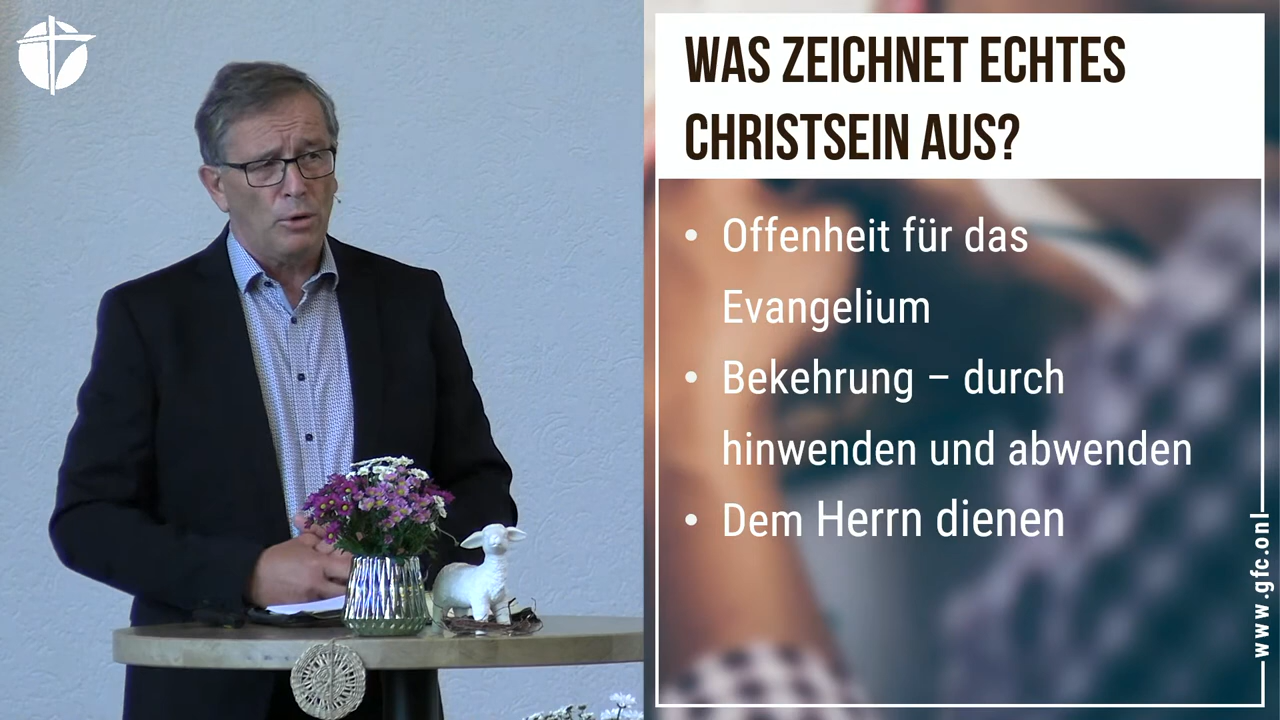 WAS ZEICHNET ECHTES
CHRISTSEIN AUS?
• Offenheit für das
Evangelium
• Bekehrung – durch
hinwenden und abwenden
• Dem Herrn dienen
www.gfc.onl